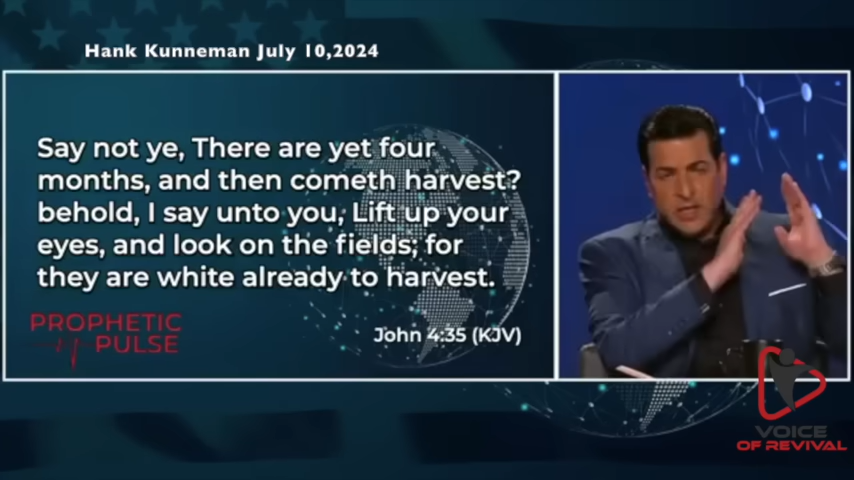 Hank Kunneman July 10,2024
Say not ye, There are yet four
months, and then cometh harvest?
behold, I say unto you, Lift up your
eyes, and look on the fields; for
they are white already to harvest.
PROPHETIC
PULSE
John 4:35 (KJV)
VOICE
OF REVIVAL